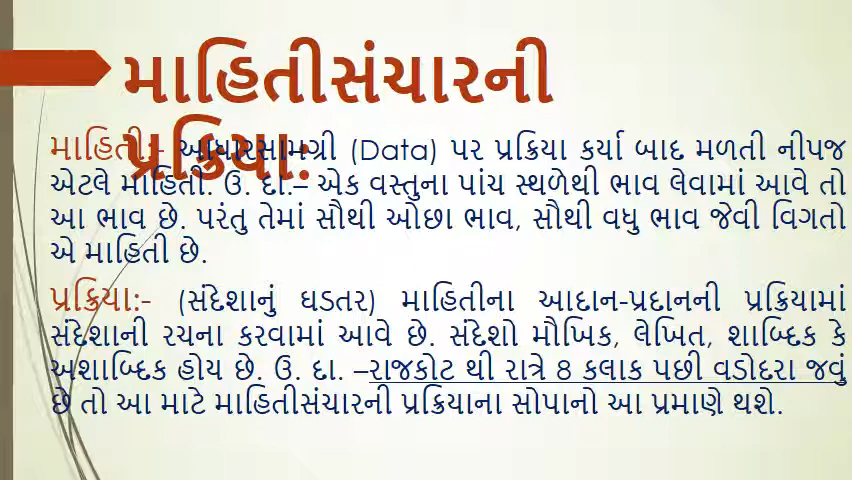 માહિતીસંચારની
પ્રક્રિયા:
માહિતી:- આધારસામગ્રી (Data) પર પ્રક્રિયા કર્યા બાદ મળતી નીપજ
એટલે માહિતી. ઉ. દા.– એક વસ્તુના પાંચ સ્થળેથી ભાવ લેવામાં આવે તો
આ ભાવ છે. પરંતુ તેમાં સૌથી ઓછા ભાવ, સૌથી વધુ ભાવ જેવી વિગતો
એ માહિતી છે.
પ્રક્રિયા:- (સંદેશાનું ઘડતર) માહિતીના આદાન-પ્રદાનની પ્રક્રિયામાં
સંદેશાની રચના કરવામાં આવે છે. સંદેશો મૌખિક, લેખિત, શાબ્દિક કે
અશાબ્દિક હોય છે. ઉ. દા. –રાજકોટ થી રાત્રે 8 કલાક પછી વડોદરા જવું
છે તો આ માટે માહિતીસંચારની પ્રક્રિયાના સોપાનો આ પ્રમાણે થશે.